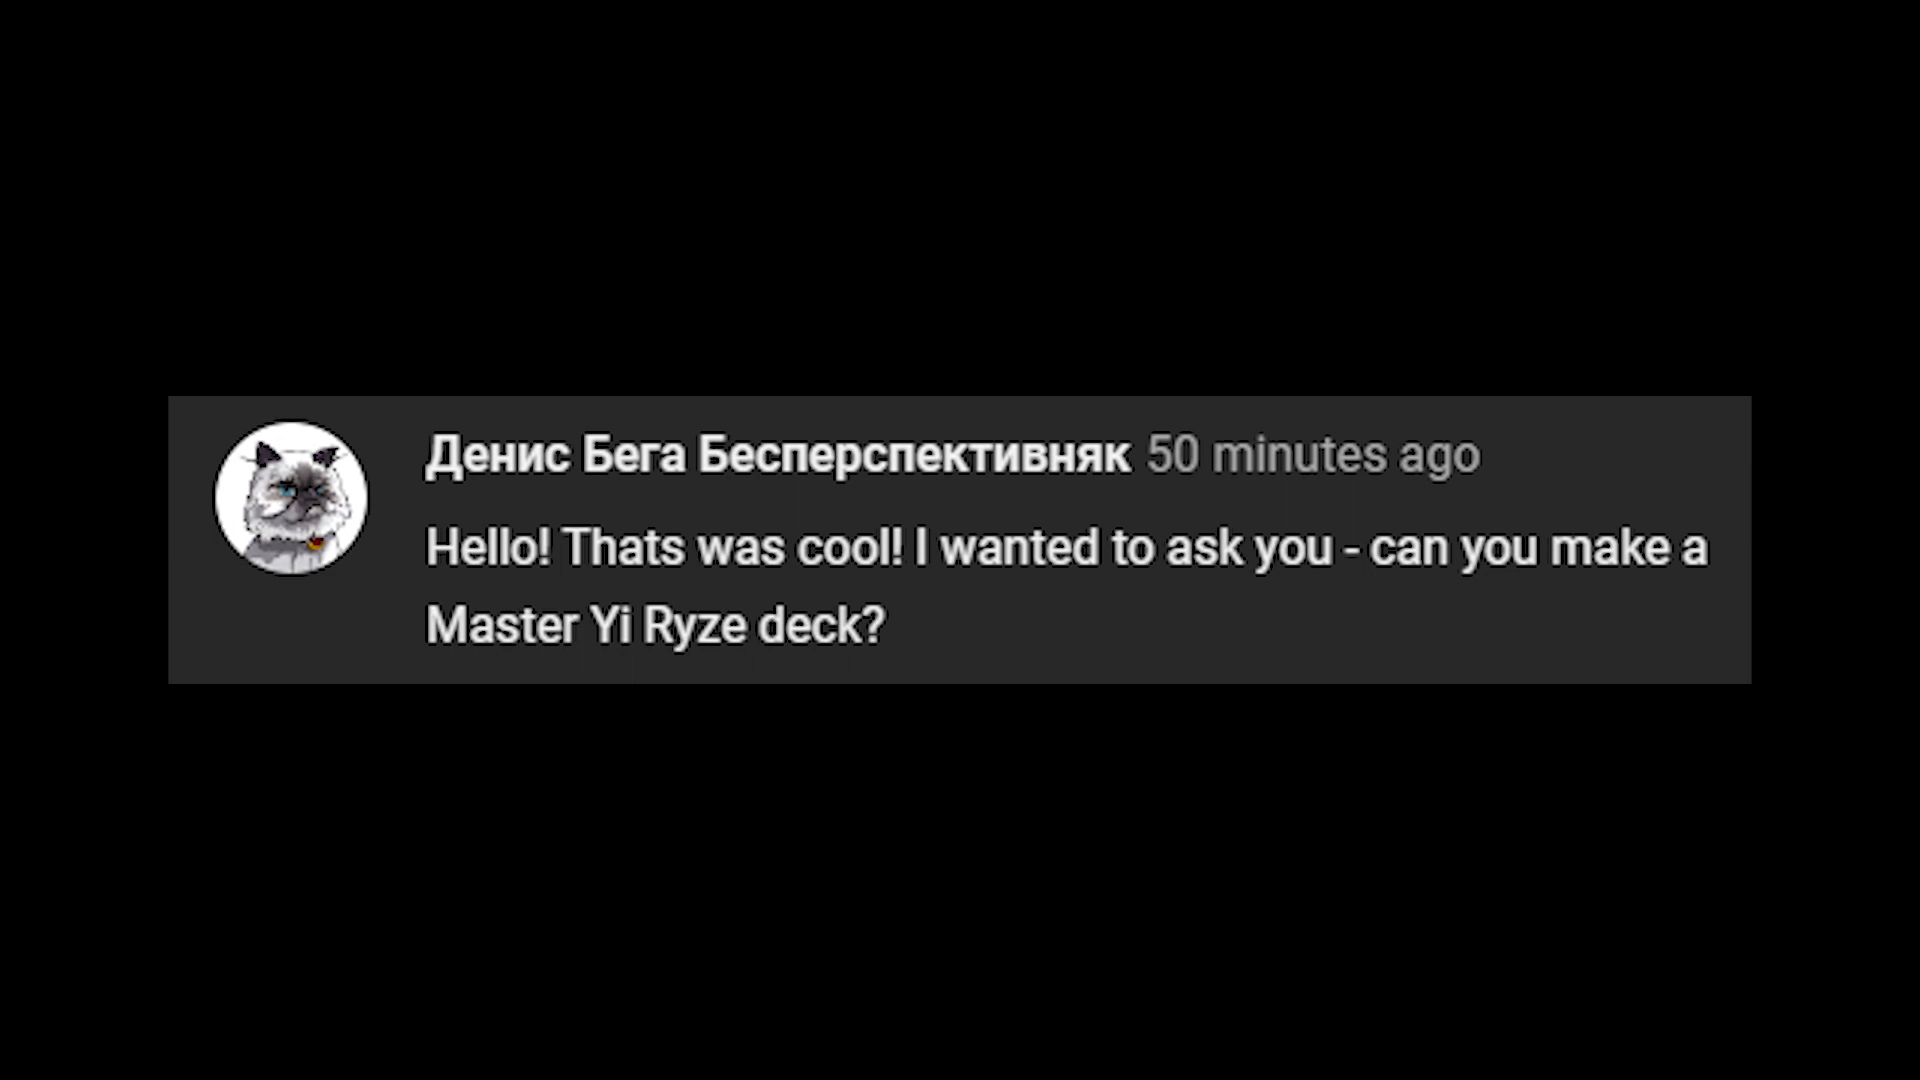 Денис Бега Бесперспективняк 50 minutes ago
Hello! Thats was cool! I wanted to ask you - can you make a
Master Yi Ryze deck?